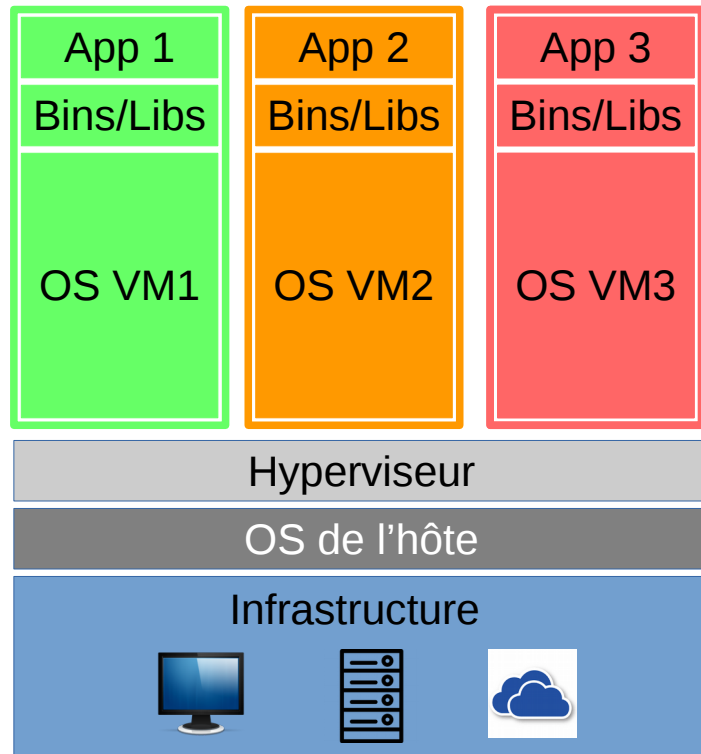 App 1
App 2
App 3
Bins/Libs
Bins/Libs
Bins/Libs
OS VM1
OS VM2
OS VM3
Hyperviseur
OS de l’hôte
Infrastructure